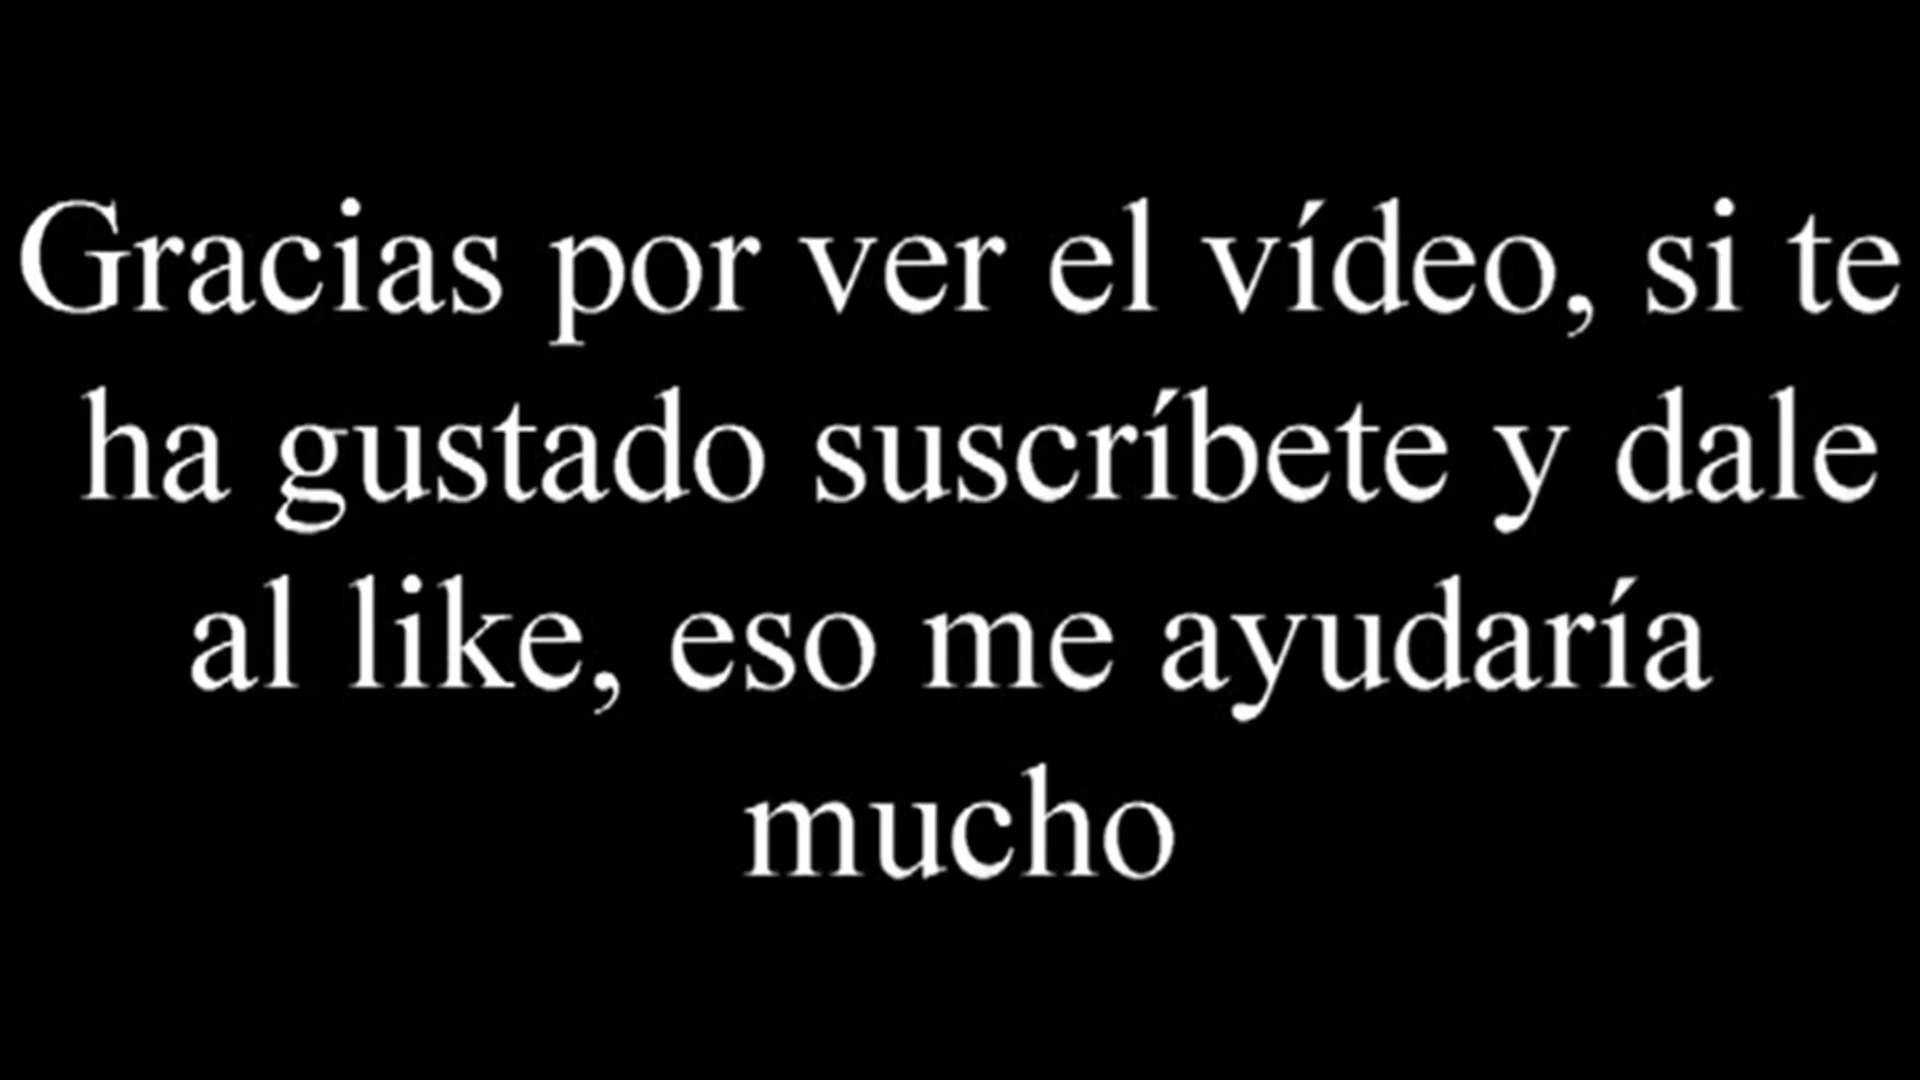 Gracias por ver el vídeo, si te
ha gustado suscríbete y dale
al like, eso me ayudaría
mucho